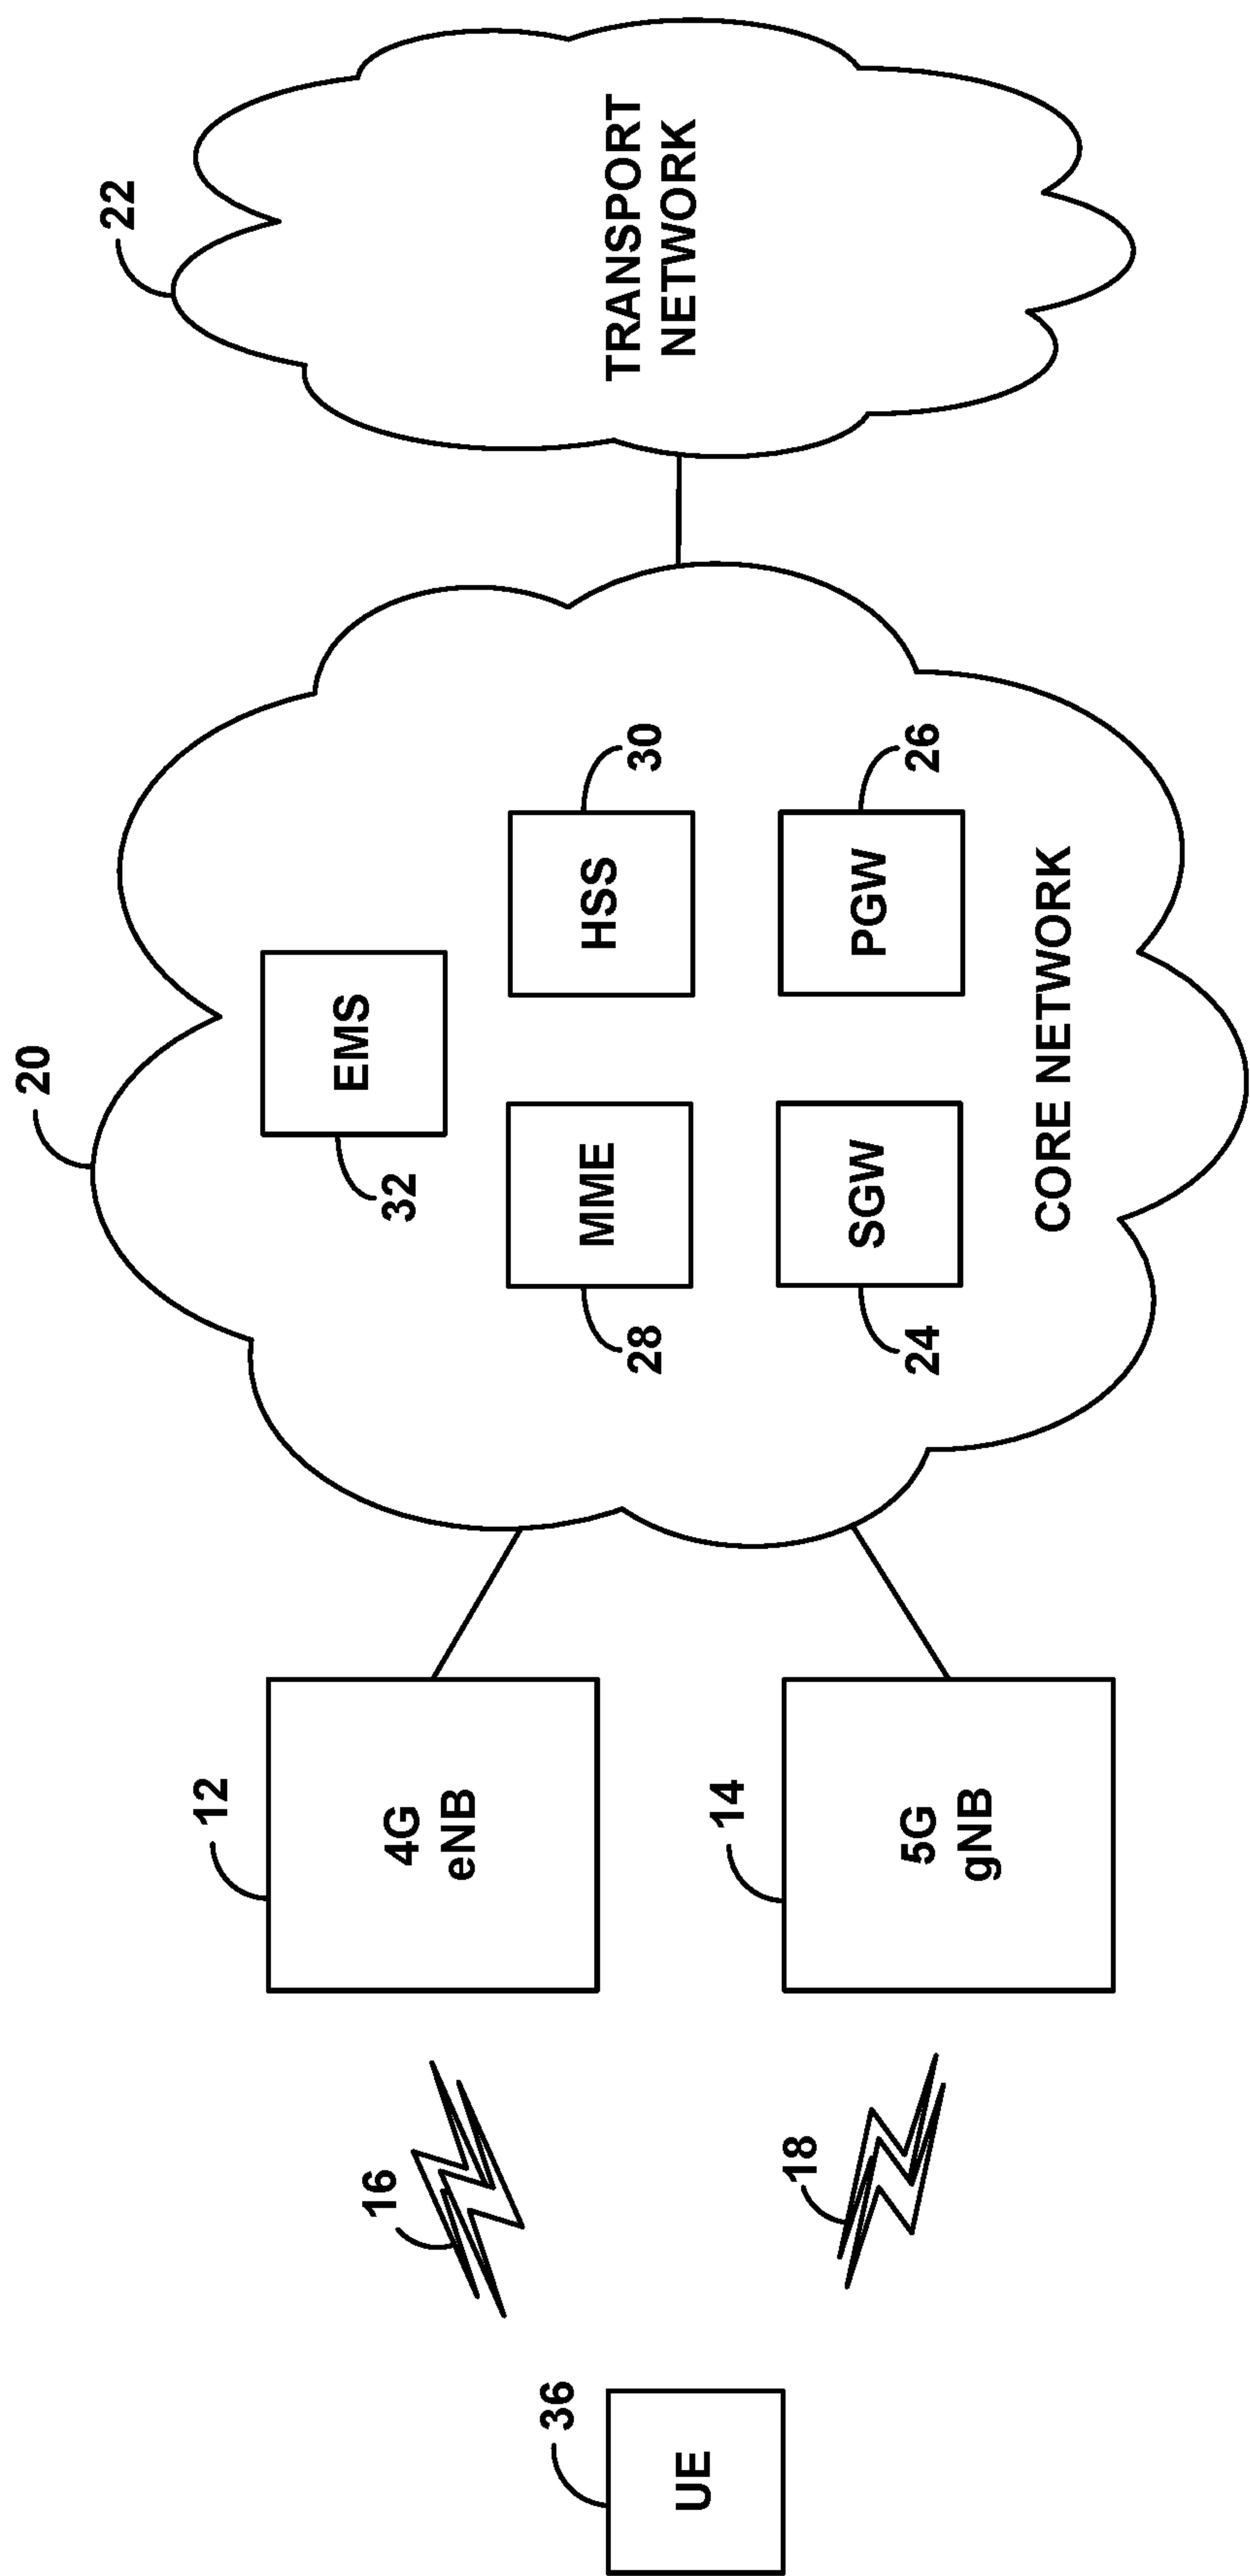 20
22
12
4G
eNB
32
EMS
16
28
MME
HSS
30
TRANSPORT
NETWORK
36
UE
14
5G
gNB
18
24
SGW
PGW
26
CORE NETWORK